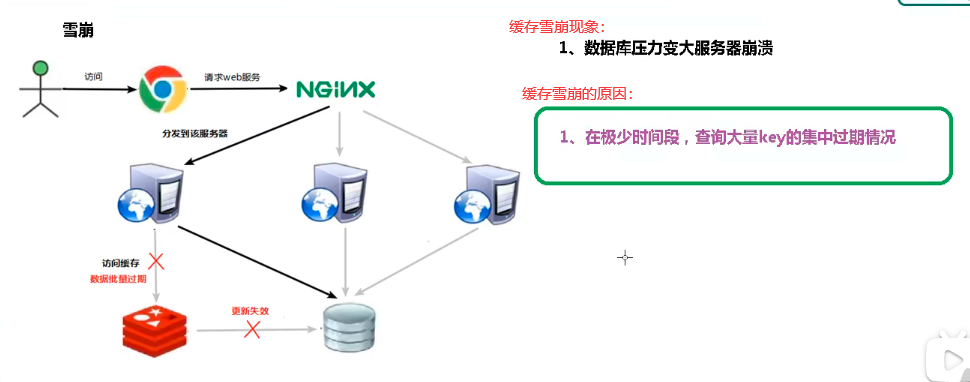 雪崩
缓存雪崩现象：
1、数据库压力变大服务器崩溃
访问
请求web服务
NGINX
缓存雪崩的原因：
分发到该服务器
1、在极少时间段，查询大量key的集中过期情况
访问缓存
数据批量过期
更新失效